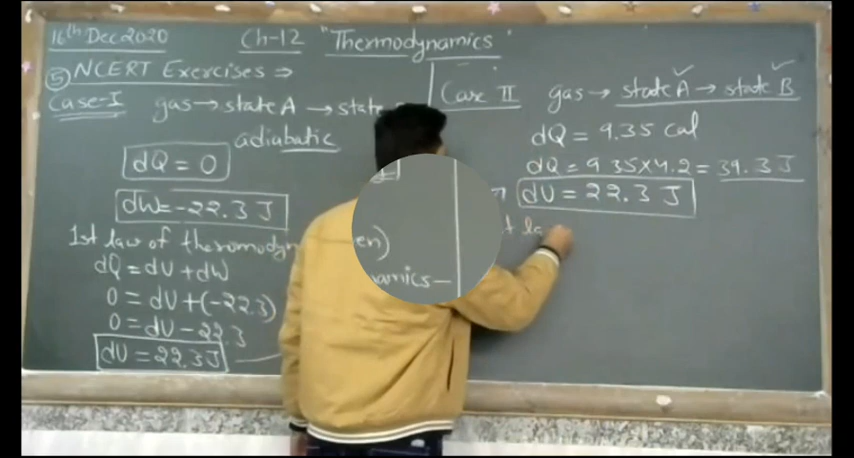 16th Dec 2020
Ch-12 "Thermodynamics"
⑤ NCERT Exercises ⇒
Case-I gas → state A → state
adiabatic
dQ = 0
dW = -22.3 J
1st law of
dQ = dU + dW
0 = dU + (-22.3)
0 = dU - 22.3
dU = 22.3 J
en)
namics-
Case II gas → state A → state B
dQ = 9.35 Cal
dQ = 9.35×4.2 = 39.3 J
dU = 22.3 J